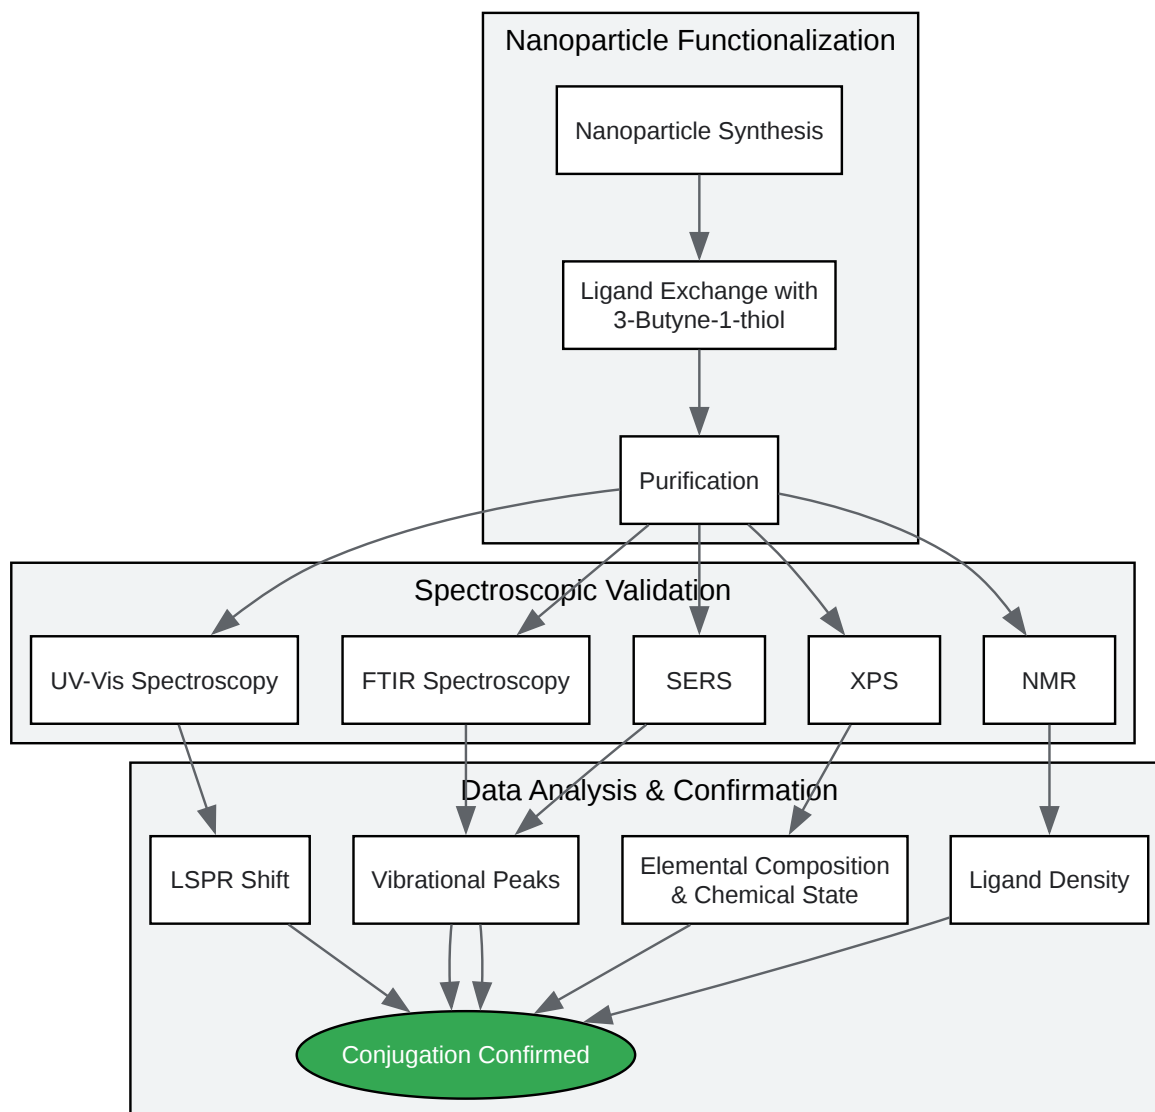 Nanoparticle Functionalization
Nanoparticle Synthesis
Ligand Exchange with
3-Butyne-1-thiol
Purification
Spectroscopic Validation
UV-Vis Spectroscopy
FTIR Spectroscopy
SERS
XPS
NMR
Data Analysis & Confirmation
LSPR Shift
Vibrational Peaks
Elemental Composition
& Chemical State
Ligand Density
Conjugation Confirmed